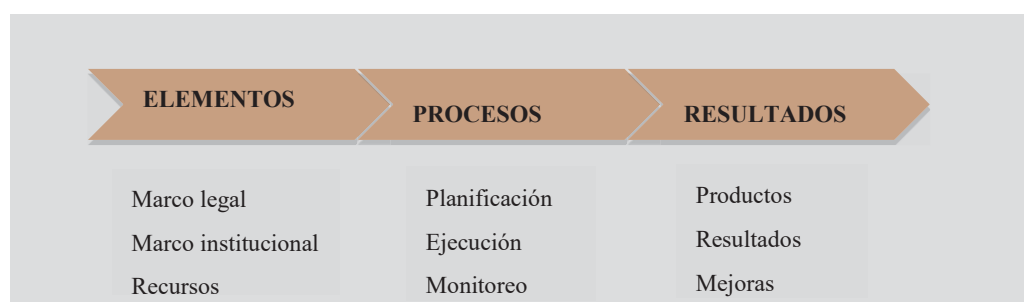 ELEMENTOS
PROCESOS
RESULTADOS
Marco legal
Marco institucional
Recursos
Planificación
Ejecución
Monitoreo
Productos
Resultados
Mejoras